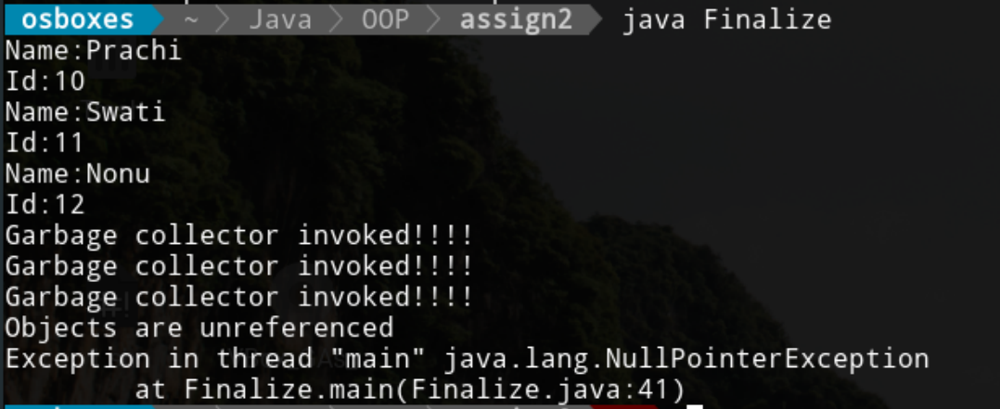 osboxes ~ Java OOP assign2 java Finalize
Name:Prachi
Id:10
Name:Swati
Id:11
Name:Nonu
Id:12
Garbage collector invoked!!!!
Garbage collector invoked!!!!
Garbage collector invoked!!!!
Objects are unreferenced
Exception in thread "main" java.lang.NullPointerException
at Finalize.main(Finalize.java:41)